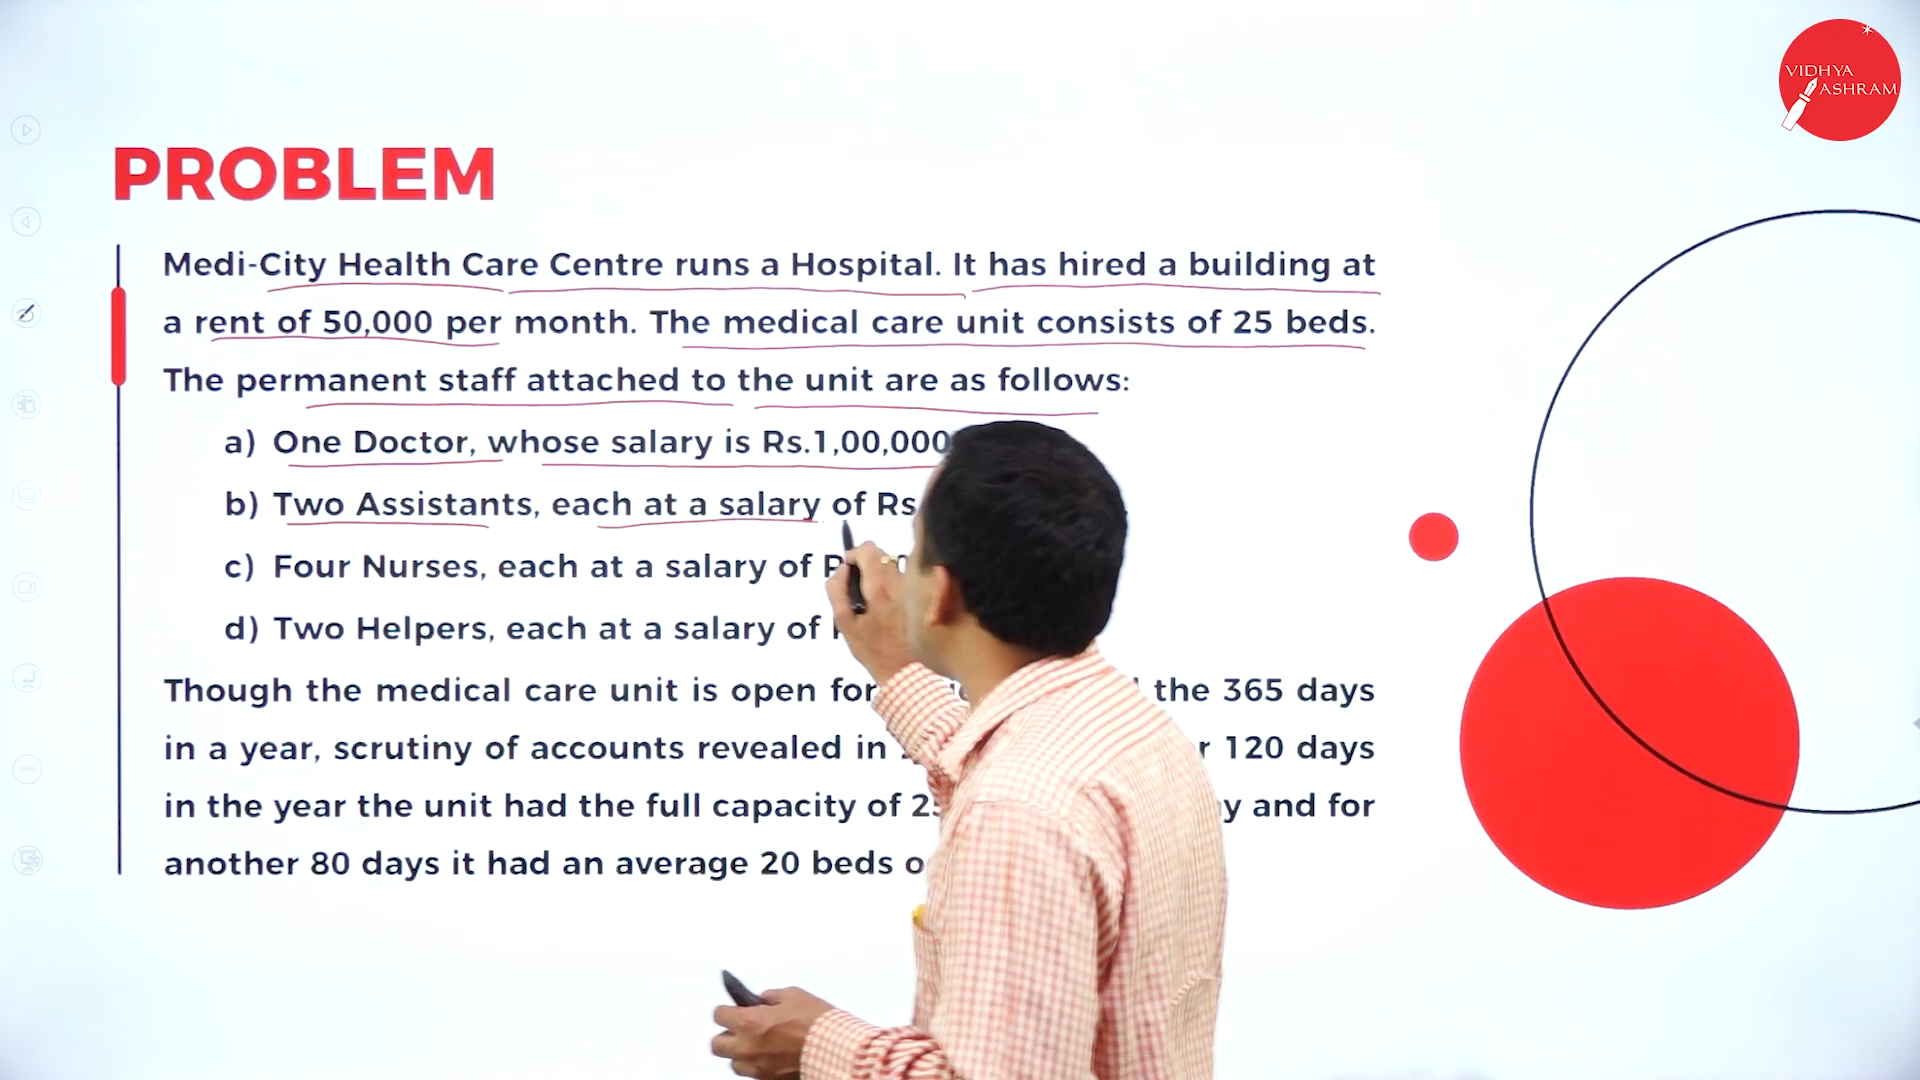 VIDHYA
ASHRAM
PROBLEM
Medi-City Health Care Centre runs a Hospital. It has hired a building at
a rent of 50,000 per month. The medical care unit consists of 25 beds.
The permanent staff attached to the unit are as follows:
a) One Doctor, whose salary is Rs.1,00,000
b) Two Assistants, each at a salary of Rs.
c) Four Nurses, each at a salary of
d) Two Helpers, each at a salary of
Though the medical care unit is open for the 365 days
in a year, scrutiny of accounts revealed in 120 days
in the year the unit had the full capacity of 25 and for
another 80 days it had an average 20 beds